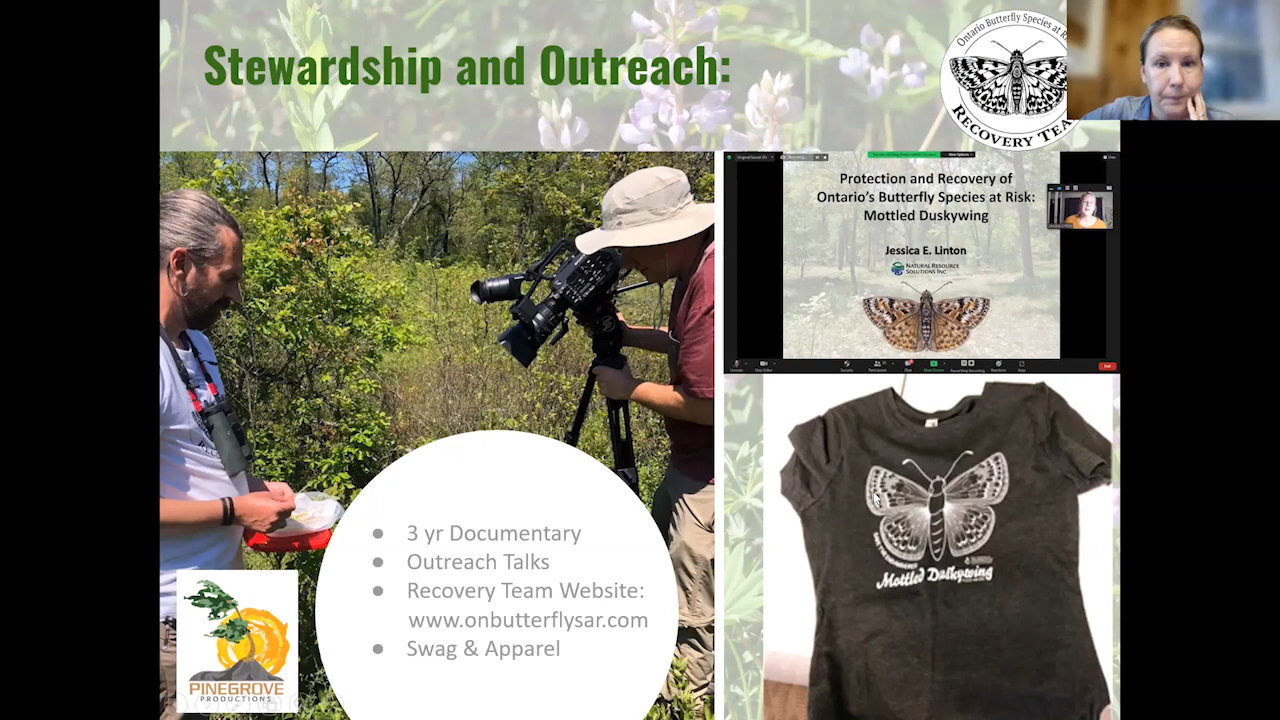 Stewardship and Outreach:
Ontario Butterfly Species at R
RECOVERY TEA
Protection and Recovery of
Ontario's Butterfly Species at Risk:
Mottled Duskywing
Jessica E. Linton
NATURAL RESOURCE
SOLUTIONS INC.
End
Mottled Duskywing
3 yr Documentary
Outreach Talks
Recovery Team Website:
www.onbutterflysar.com
Swag & Apparel
PINEGROVE
PRODUCTIONS